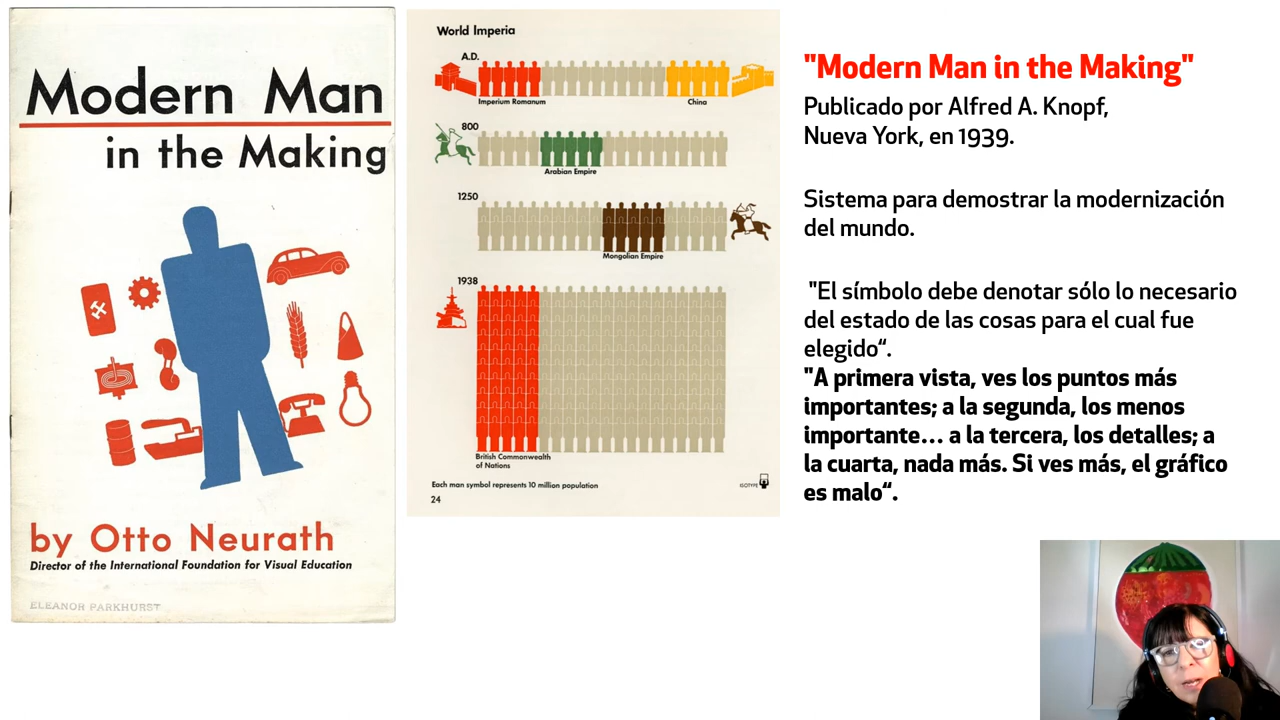 Modern Man
in the Making
by Otto Neurath
Director of the International Foundation for Visual Education
ELEANOR PARKHURST
World Imperia
A.D.
Imperium Romanum
China
800
Arabian Empire
1250
Mongolian Empire
1938
British Commonwealth
of Nations
Each man symbol represents 10 million population
ISOTYPE
24
"Modern Man in the Making"
Publicado por Alfred A. Knopf,
Nueva York, en 1939.
Sistema para demostrar la modernización
del mundo.
"El símbolo debe denotar sólo lo necesario
del estado de las cosas para el cual fue
elegido“.
"A primera vista, ves los puntos más
importantes; a la segunda, los menos
importante... a la tercera, los detalles; a
la cuarta, nada más. Si ves más, el gráfico
es malo“.